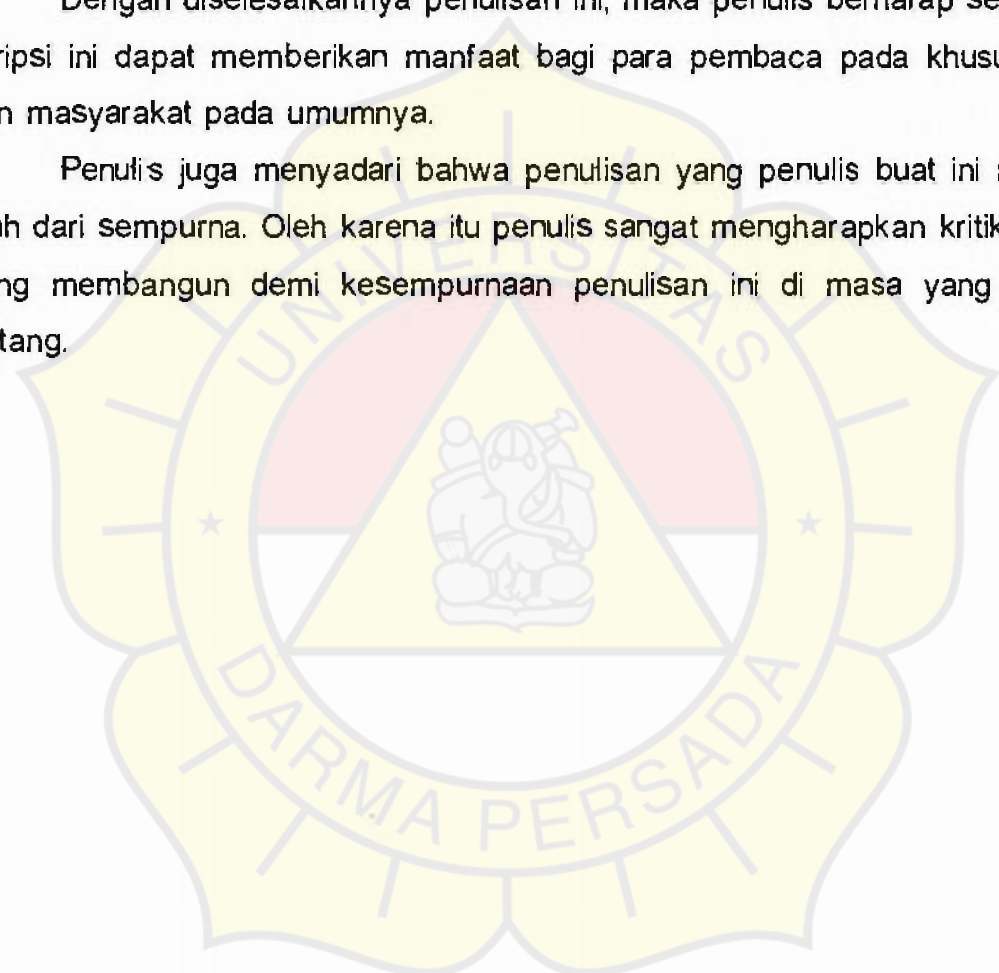 Dengan diselesaikannya penulisan ini, maka penulis berharap se
ripsi ini dapat memberikan manfaat bagi para pembaca pada khusu
n masyarakat pada umumnya.
Penulis juga menyadari bahwa penulisan yang penulis buat ini
uh dari sempurna. Oleh karena itu penulis sangat mengharapkan kritik
ng membangun demi kesempurnaan penulisan ini di masa yang
tang.
UNIVERSITAS
DARMA PERSADA